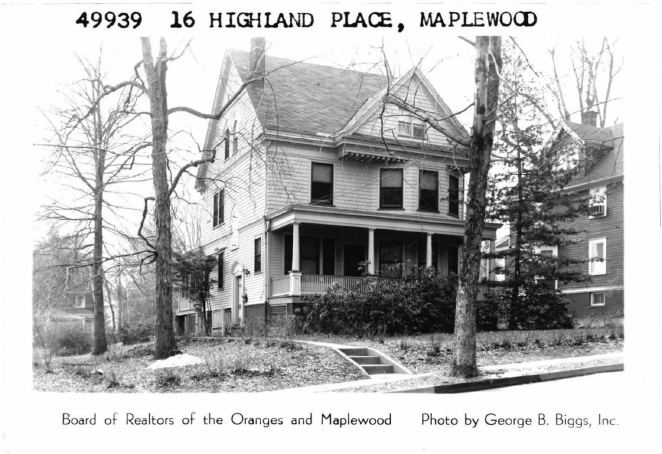 49939 16 HIGHLAND PLACE, MAPLEWOOD
Board of Realtors of the Oranges and Maplewood Photo by George B. Biggs, Inc.